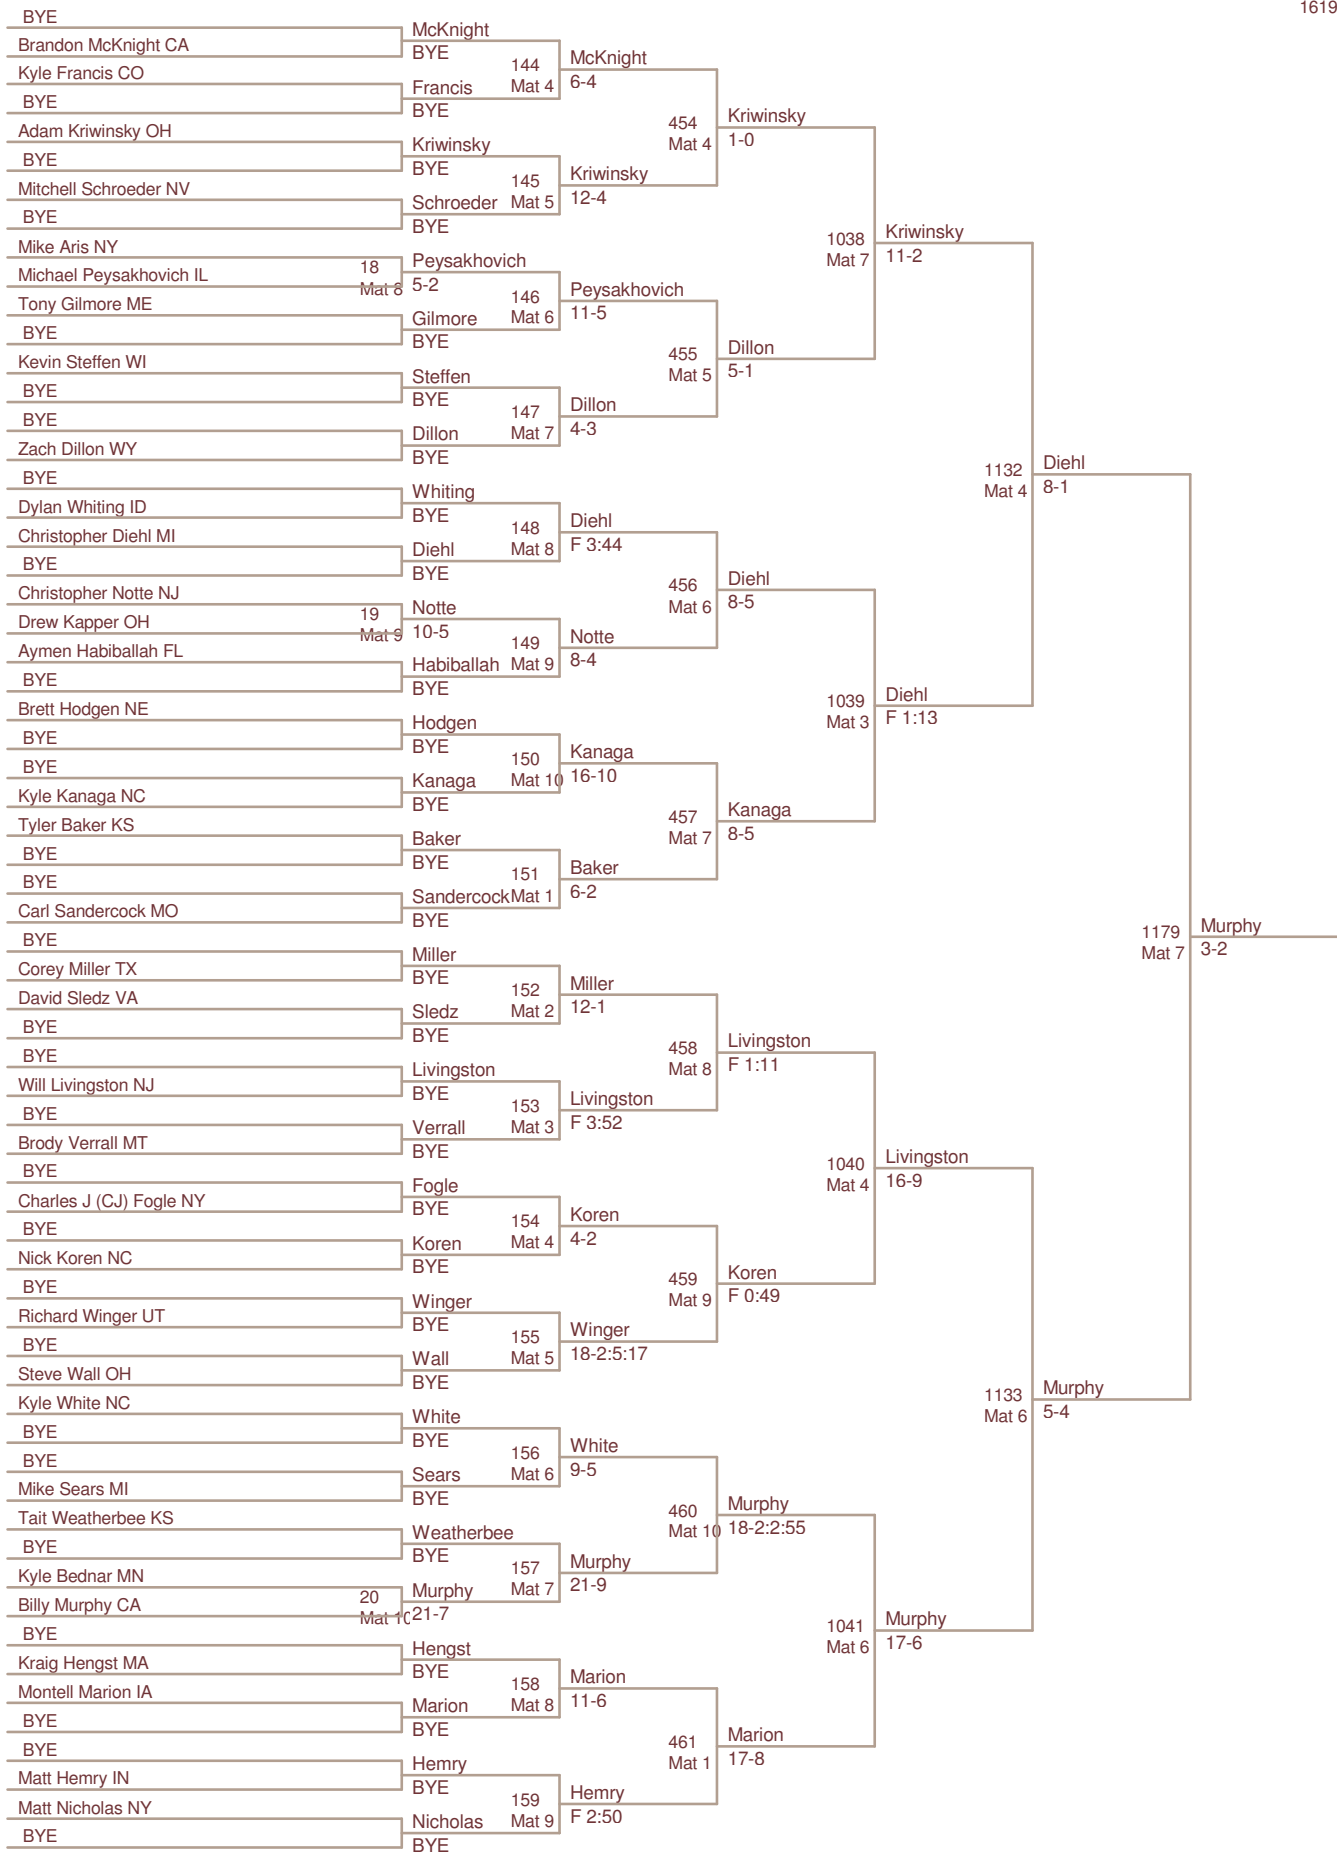 1619
BYE
Brandon McKnight CA
Kyle Francis CO
BYE
Adam Kriwinsky OH
BYE
Mitchell Schroeder NV
BYE
Mike Aris NY
Michael Peysakhovich IL
Tony Gilmore ME
BYE
Kevin Steffen WI
BYE
BYE
Zach Dillon WY
BYE
Dylan Whiting ID
Christopher Diehl MI
BYE
Christopher Notte NJ
Drew Kapper OH
Aymen Habiballah FL
BYE
Brett Hodgen NE
BYE
BYE
Kyle Kanaga NC
Tyler Baker KS
BYE
BYE
Carl Sandercock MO
BYE
Corey Miller TX
David Sledz VA
BYE
BYE
Will Livingston NJ
BYE
Brody Verrall MT
BYE
Charles J (CJ) Fogle NY
BYE
Nick Koren NC
BYE
Richard Winger UT
BYE
Steve Wall OH
Kyle White NC
BYE
BYE
Mike Sears MI
Tait Weatherbee KS
BYE
Kyle Bednar MN
Billy Murphy CA
BYE
Kraig Hengst MA
Montell Marion IA
BYE
BYE
Matt Hemry IN
Matt Nicholas NY
BYE
18
Mat 8
19
Mat 9
20
Mat 10
McKnight
BYE
Francis
BYE
Kriwinsky
BYE
Schroeder
BYE
Peysakhovich
5-2
Gilmore
BYE
Steffen
BYE
Dillon
BYE
Whiting
BYE
Diehl
BYE
Notte
10-5
Habiballah
BYE
Hodgen
BYE
Kanaga
BYE
Baker
BYE
Sandercock
BYE
Miller
BYE
Sledz
BYE
Livingston
BYE
Verrall
BYE
Fogle
BYE
Koren
BYE
Winger
BYE
Wall
BYE
White
BYE
Sears
BYE
Weatherbee
BYE
Murphy
21-7
Hengst
BYE
Marion
BYE
Hemry
BYE
Nicholas
BYE
144
Mat 4
145
Mat 5
146
Mat 6
147
Mat 7
148
Mat 8
149
Mat 9
150
Mat 10
151
Mat 1
152
Mat 2
153
Mat 3
154
Mat 4
155
Mat 5
156
Mat 6
157
Mat 7
158
Mat 8
159
Mat 9
McKnight
6-4
Kriwinsky
12-4
Peysakhovich
11-5
Dillon
4-3
Diehl
F 3:44
Notte
8-4
Kanaga
16-10
Baker
6-2
Miller
12-1
Livingston
F 3:52
Koren
4-2
Winger
18-2:5:17
White
9-5
Murphy
21-9
Marion
11-6
Hemry
F 2:50
454
Mat 4
455
Mat 5
456
Mat 6
457
Mat 7
458
Mat 8
459
Mat 9
460
Mat 10
461
Mat 1
Kriwinsky
1-0
Dillon
5-1
Diehl
8-5
Kanaga
8-5
Livingston
F 1:11
Koren
F 0:49
Murphy
18-2:2:55
Marion
17-8
1038
Mat 7
1039
Mat 3
1040
Mat 4
1041
Mat 6
Kriwinsky
11-2
Diehl
F 1:13
Livingston
16-9
Murphy
17-6
1132
Mat 4
1133
Mat 6
Diehl
8-1
Murphy
5-4
1179
Mat 7
Murphy
3-2